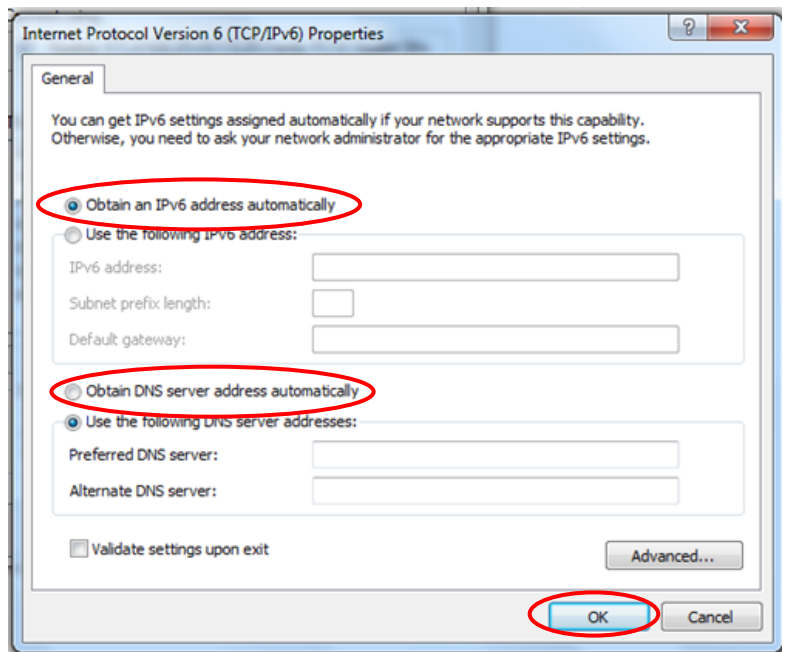 Internet Protocol Version 6 (TCP/IPv6) Properties
General
You can get IPv6 settings assigned automatically if your network supports this capability.
Otherwise, you need to ask your network administrator for the appropriate IPv6 settings.
Obtain an IPv6 address automatically
Use the following IPv6 address:
IPv6 address:
Subnet prefix length:
Default gateway:
Obtain DNS server address automatically
Use the following DNS server addresses:
Preferred DNS server:
Alternate DNS server:
Validate settings upon exit
Advanced...
OK Cancel